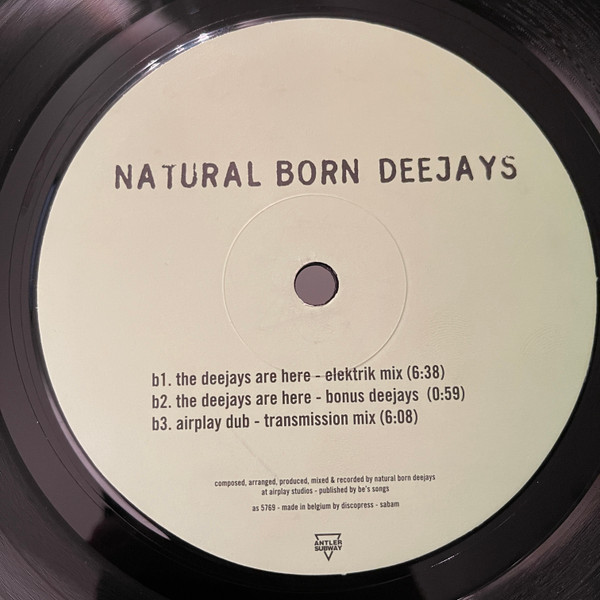 NATURAL BORN DEEJAYS
b1. the deejays are here - elektrik mix (6:38)
b2. the deejays are here - bonus deejays (0:59)
b3. airplay dub - transmission mix (6:08)
composed, arranged, produced, mixed & recorded by natural born deejays
at airplay studios - published by be's songs
as 5769 - made in belgium by discopress - sabam
ANTLER
SUBWAY